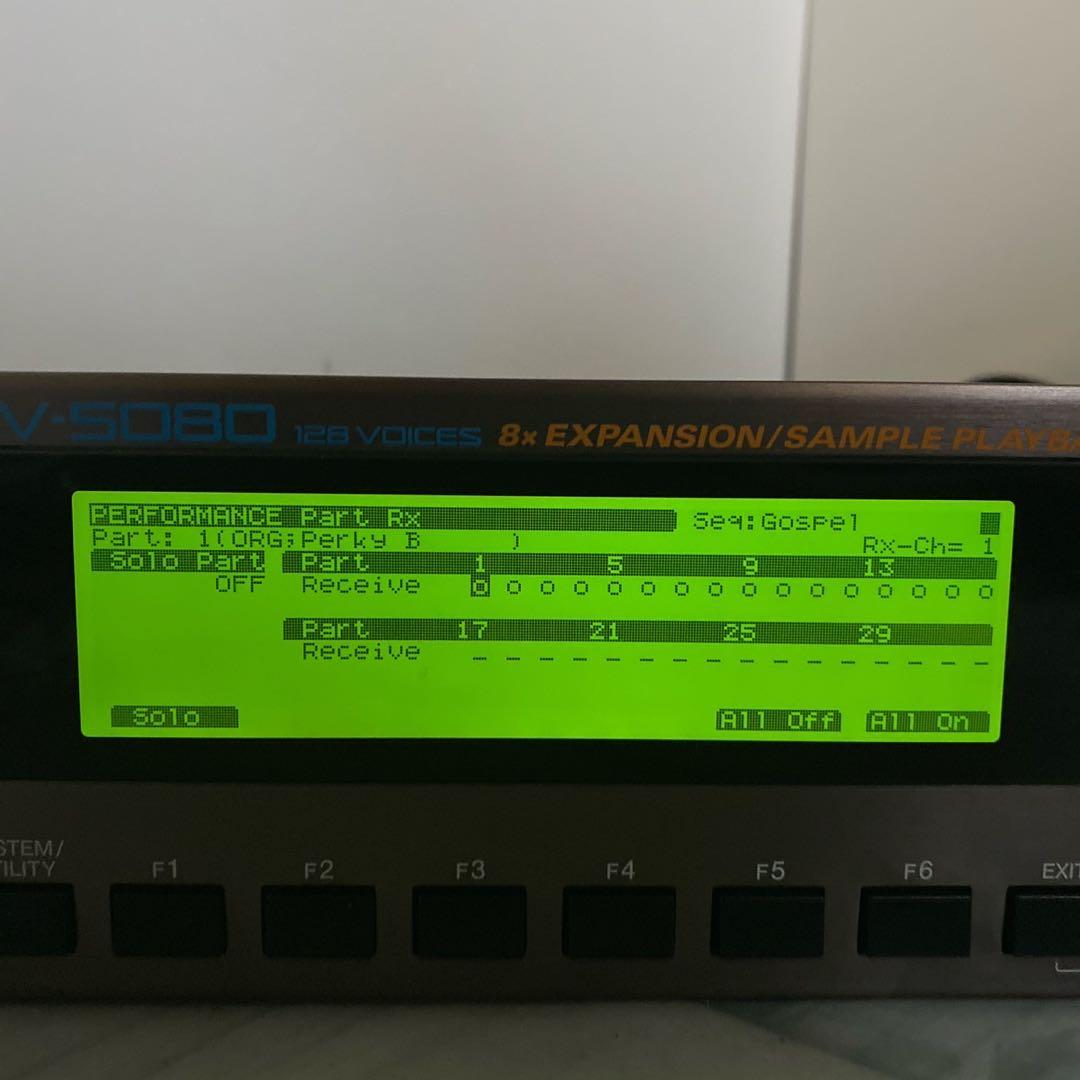 V-5080 128 VOICES 8x EXPANSION/SAMPLE PLAYBA
PERFORMANCE Part Rx Seq:Gospel
Part: 1(ORG;Perky B ) Rx-Ch= 1
Solo Part Part 1 5 9 13
OFF Receive o o o o o o o o o o o o o o o o
Part 17 21 25 29
Receive _ _ _ _ _ _ _ _ _ _ _ _ _ _ _ _
Solo All Off All On
STEM/
ILITY F1 F2 F3 F4 F5 F6 EXIT